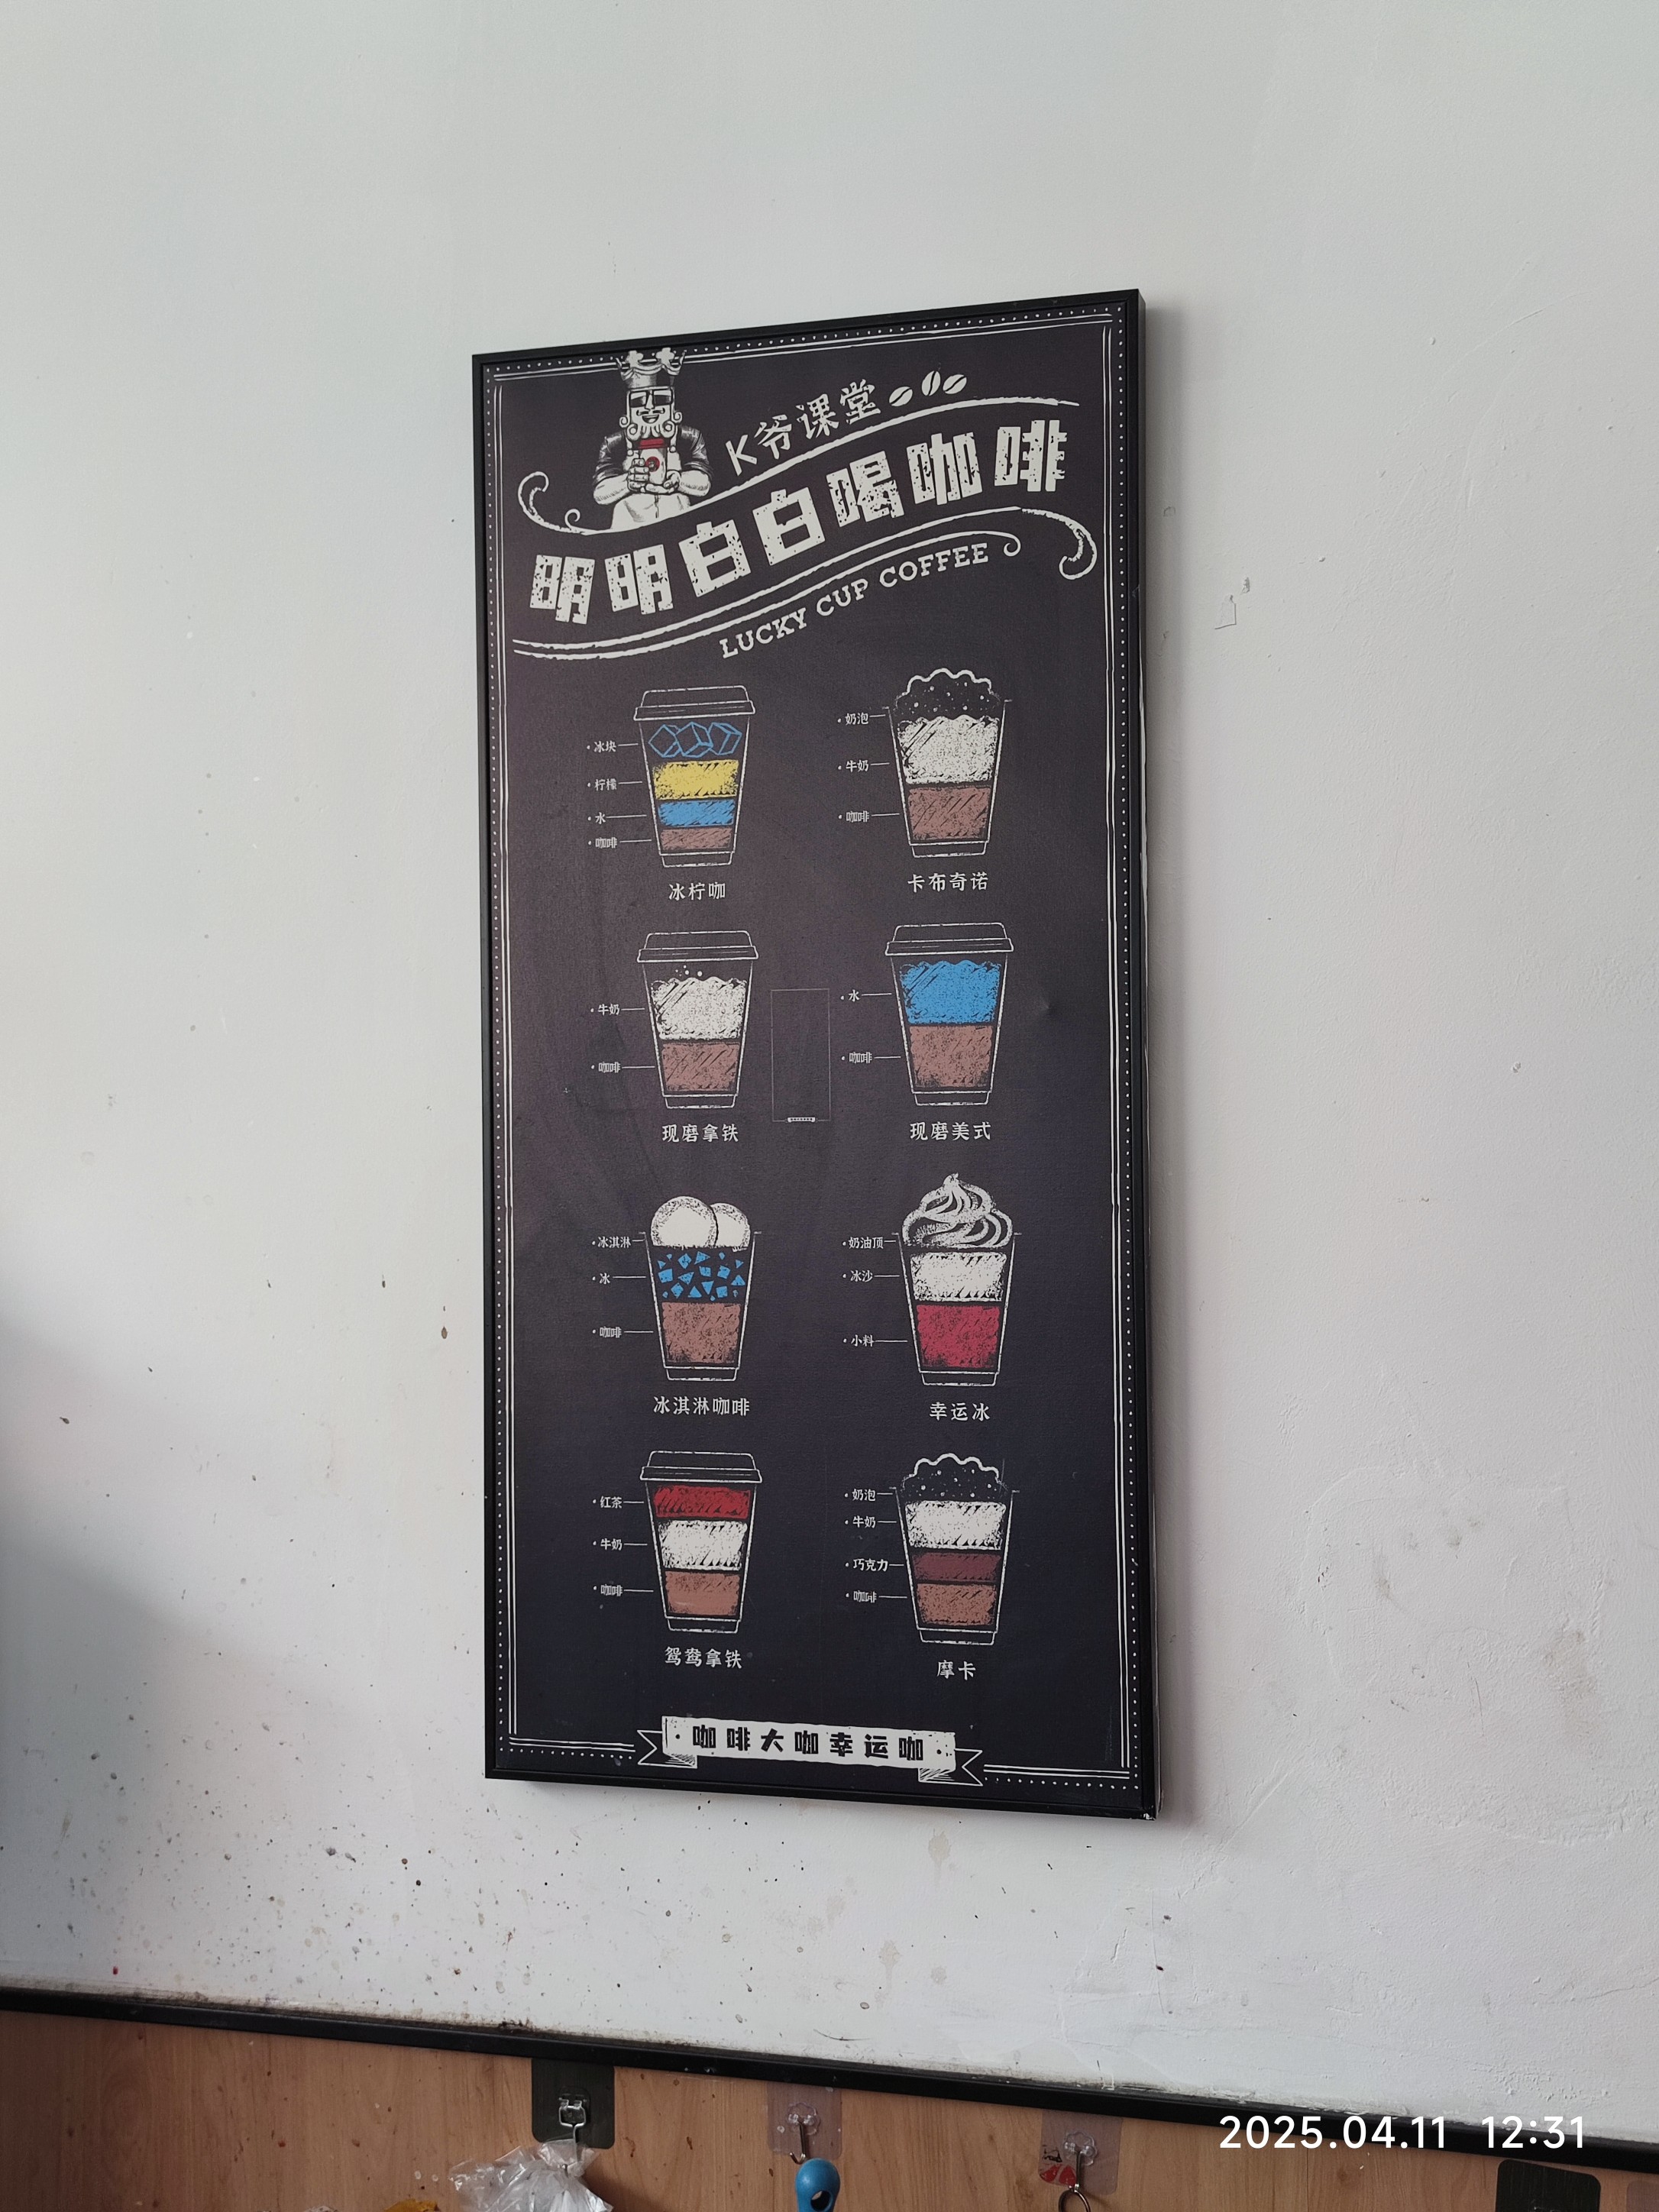 K爷课堂
明明白白喝咖啡
LUCKY CUP COFFEE
·冰块
·柠檬
·水
·咖啡
冰柠咖
·奶泡
·牛奶
·咖啡
卡布奇诺
·牛奶
·咖啡
现磨拿铁
·水
·咖啡
现磨美式
·冰淇淋
·冰
·咖啡
冰淇淋咖啡
·奶油顶
·冰沙
·小料
幸运冰
·红茶
·牛奶
·咖啡
鸳鸯拿铁
·奶泡
·牛奶
·巧克力
·咖啡
摩卡
·咖啡大咖幸运咖·
2025.04.11 12:31